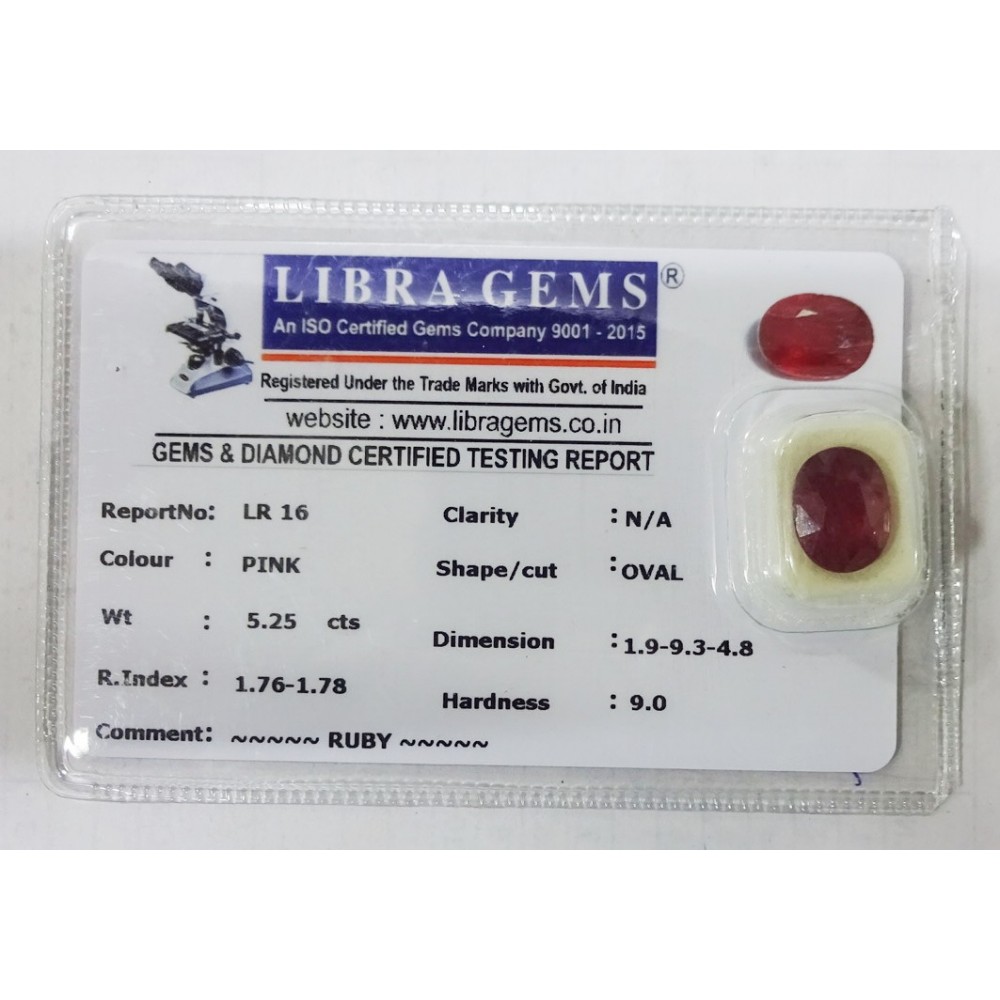 LIBRA GEMS ®
An ISO Certified Gems Company 9001 - 2015
Registered Under the Trade Marks with Govt. of India
website : www.libragems.co.in
GEMS & DIAMOND CERTIFIED TESTING REPORT
ReportNo: LR 16
Colour : PINK
Wt : 5.25 cts
R.Index : 1.76-1.78
Comment: ~~~~~ RUBY ~~~~~
Clarity : N/A
Shape/cut : OVAL
Dimension : 1.9-9.3-4.8
Hardness : 9.0